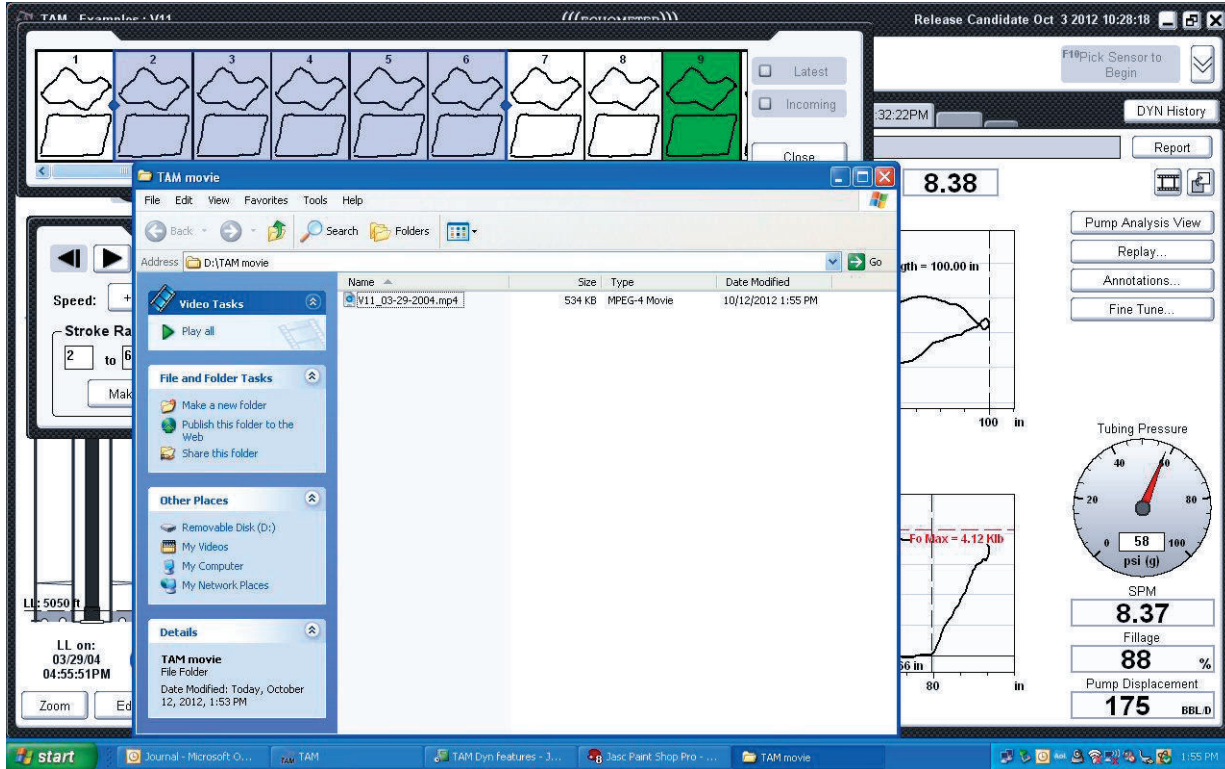 TAM Examples : V11
(((ECHOMETER)))
Release Candidate Oct 3 2012 10:28:18
1 2 3 4 5 6 7 8 9
Latest
Incoming
Close
F10 Pick Sensor to Begin
:32:22PM
DYN History
Report
8.38
TAM movie
File Edit View Favorites Tools Help
Back
Search
Folders
Address D:\TAM movie
Go
Name Size Type Date Modified
V11_03-29-2004.mp4 534 KB MPEG-4 Movie 10/12/2012 1:55 PM
Video Tasks
Play all
File and Folder Tasks
Make a new folder
Publish this folder to the
Web
Share this folder
Other Places
Removable Disk (D:)
My Videos
My Computer
My Network Places
Details
TAM movie
File Folder
Date Modified: Today, October
12, 2012, 1:53 PM
Speed: +
Stroke Ra
2 to 6
Mak
LL: 5050 ft
LL on:
03/29/04
04:55:51PM
Zoom
Ed
Pump Analysis View
Replay...
Annotations...
Fine Tune...
gth = 100.00 in
100 in
Fo Max = 4.12 Klb
66 in
80 in
Tubing Pressure
0 20 40 60 80 100
58
psi (g)
SPM
8.37
Fillage
88 %
Pump Displacement
175 BBL/D
start
Journal - Microsoft O...
TAM
TAM Dyn features - J...
Jasc Paint Shop Pro - ...
TAM movie
1:55 PM